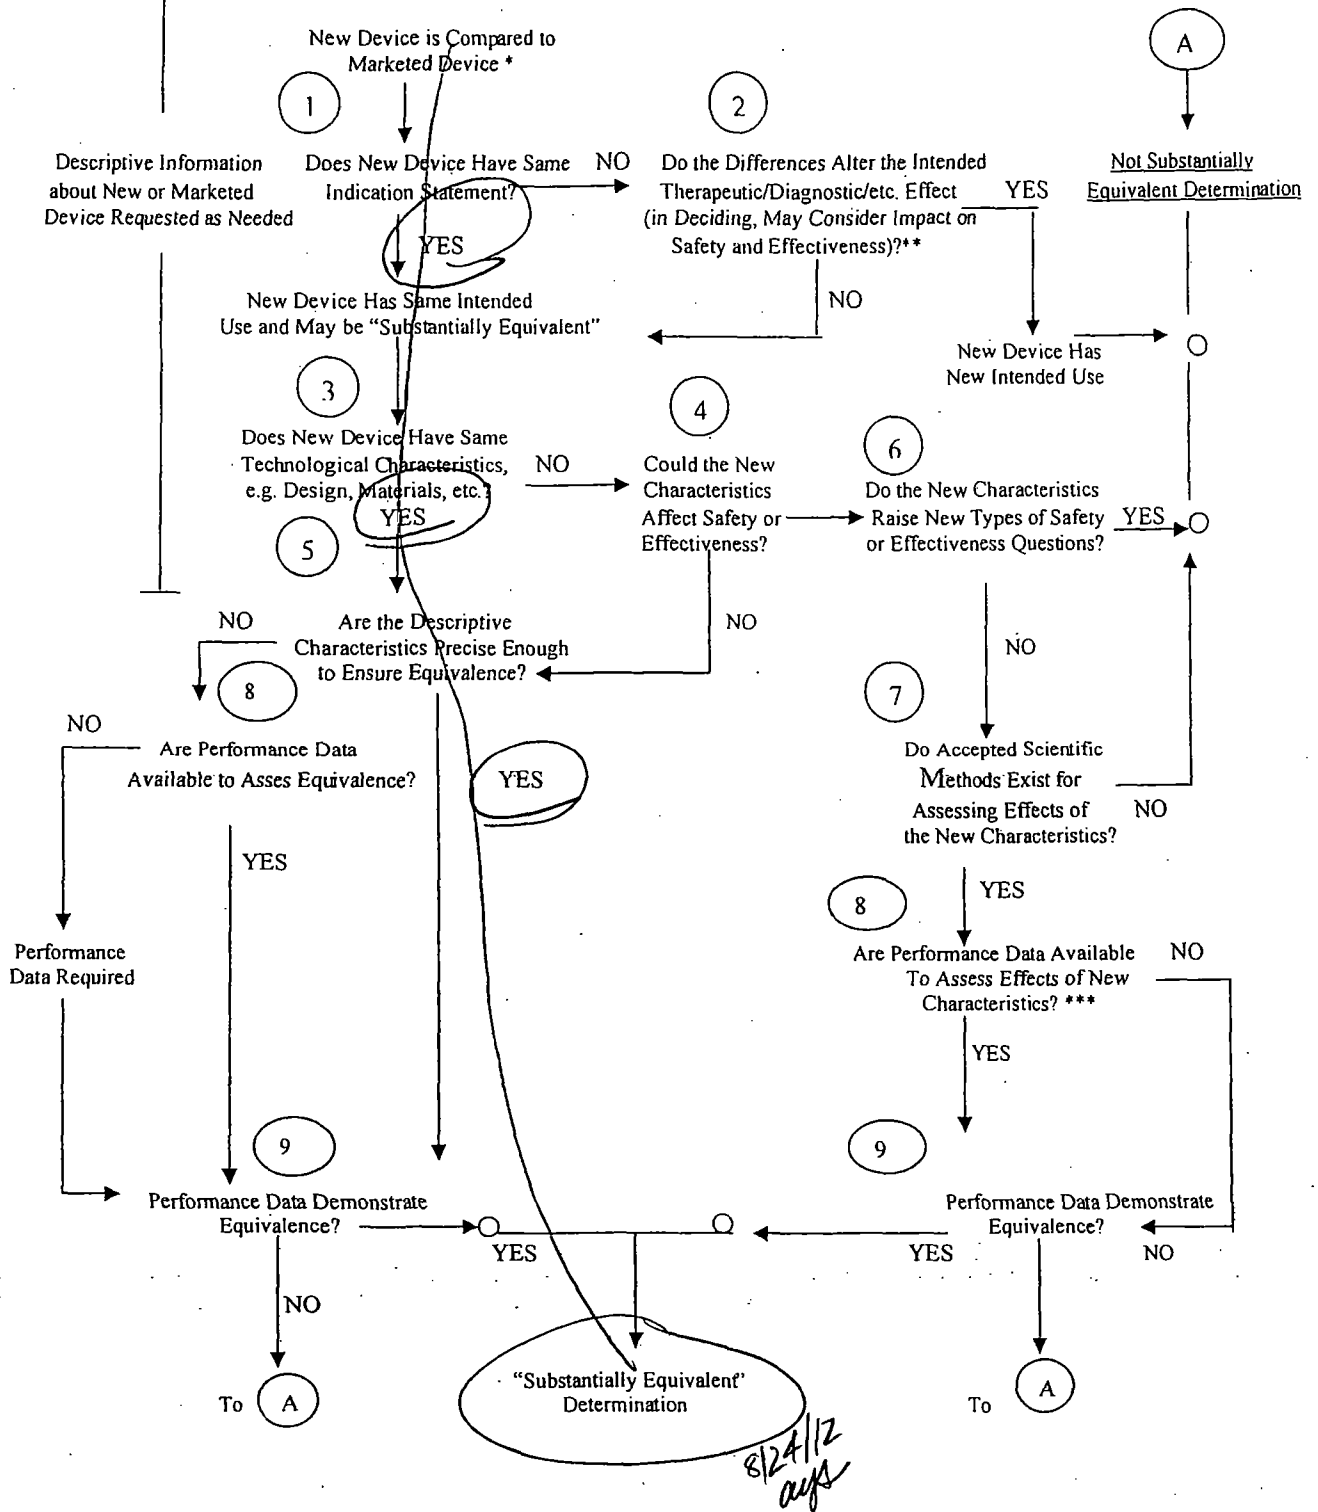 New Device is Compared to
Marketed Device *
A
1
2
Descriptive Information
about New or Marketed
Device Requested as Needed
Does New Device Have Same
Indication Statement?
NO
Do the Differences Alter the Intended
Therapeutic/Diagnostic/etc. Effect
(in Deciding, May Consider Impact on
Safety and Effectiveness)?**
YES
Not Substantially
Equivalent Determination
YES
NO
New Device Has Same Intended
Use and May be “Substantially Equivalent”
New Device Has
New Intended Use
3
4
6
Does New Device Have Same
Technological Characteristics,
e.g. Design, Materials, etc.?
NO
Could the New
Characteristics
Affect Safety or
Effectiveness?
Do the New Characteristics
Raise New Types of Safety
or Effectiveness Questions?
YES
YES
5
NO
Are the Descriptive
Characteristics Precise Enough
to Ensure Equivalence?
NO
NO
8
7
NO
Are Performance Data
Available to Asses Equivalence?
YES
Do Accepted Scientific
Methods Exist for
Assessing Effects of
the New Characteristics?
NO
YES
YES
8
Performance
Data Required
Are Performance Data Available
To Assess Effects of New
Characteristics? ***
NO
YES
9
9
Performance Data Demonstrate
Equivalence?
YES
Performance Data Demonstrate
Equivalence?
YES
NO
NO
To A
“Substantially Equivalent”
Determination
To A
8/24/12